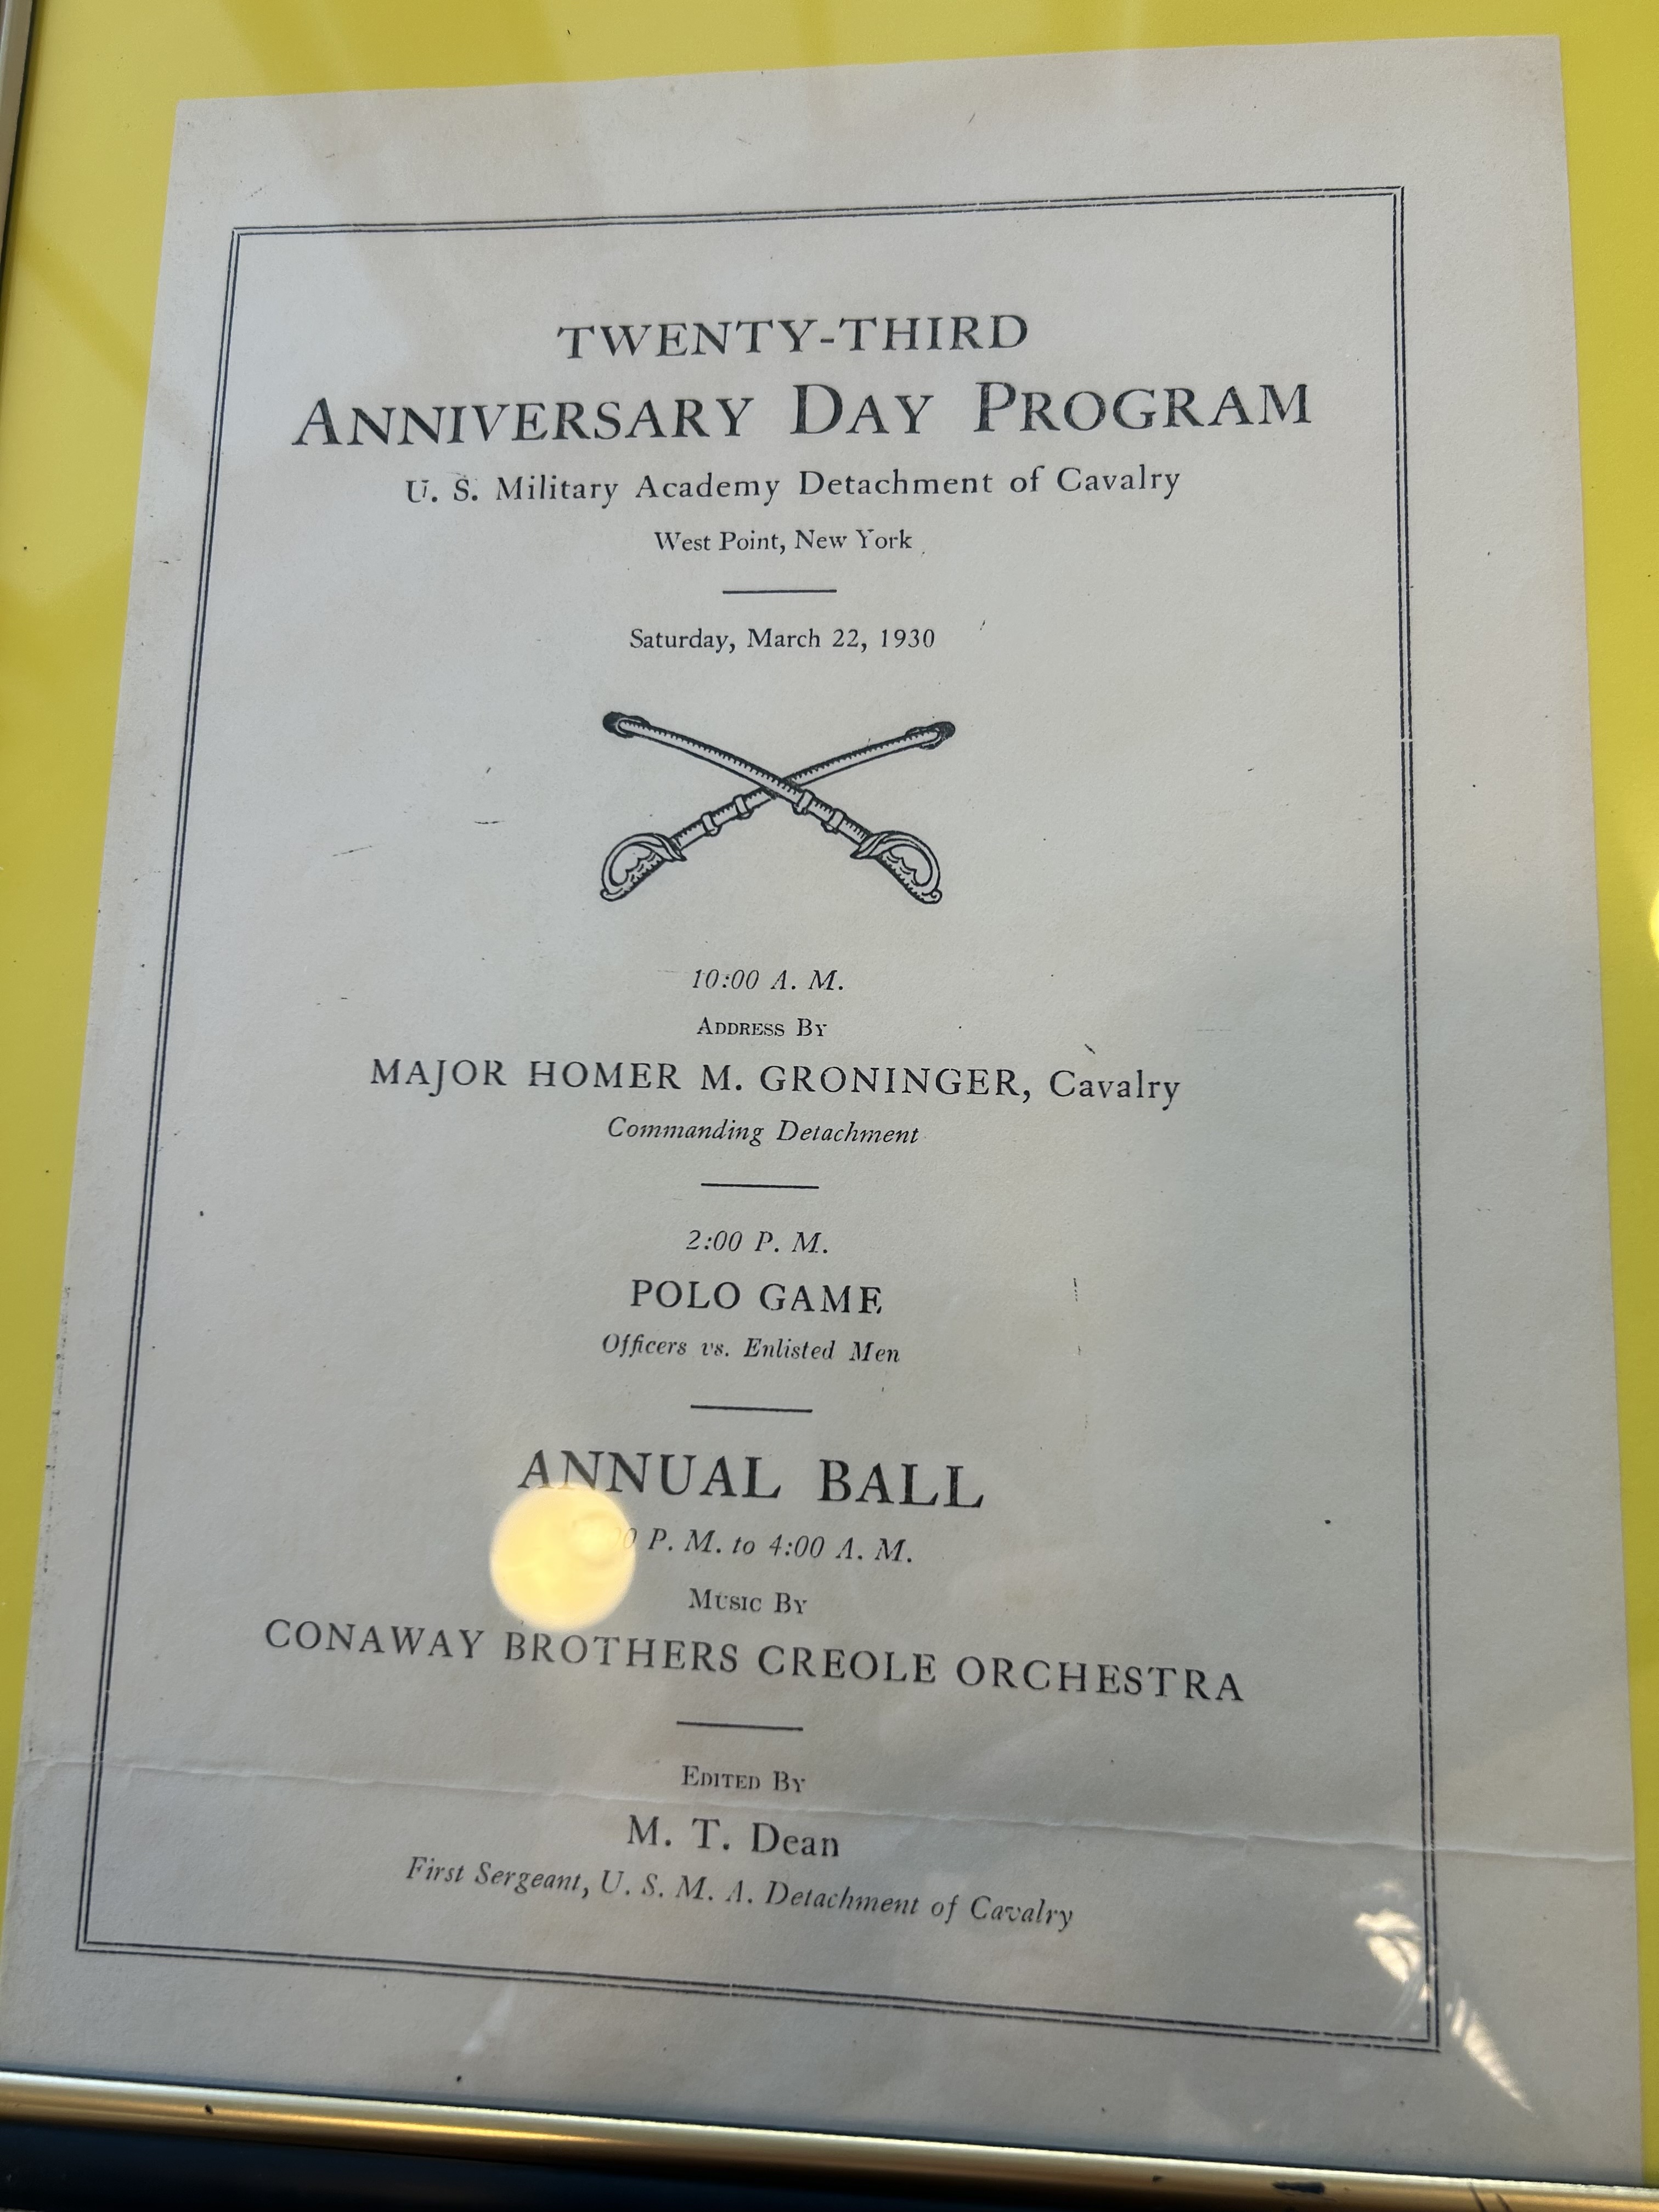 TWENTY-THIRD
ANNIVERSARY DAY PROGRAM
U. S. Military Academy Detachment of Cavalry
West Point, New York
Saturday, March 22, 1930
10:00 A. M.
ADDRESS BY
MAJOR HOMER M. GRONINGER, Cavalry
Commanding Detachment
2:00 P. M.
POLO GAME
Officers vs. Enlisted Men
ANNUAL BALL
P. M. to 4:00 A. M.
MUSIC BY
CONAWAY BROTHERS CREOLE ORCHESTRA
EDITED BY
M. T. Dean
First Sergeant, U. S. M. A. Detachment of Cavalry